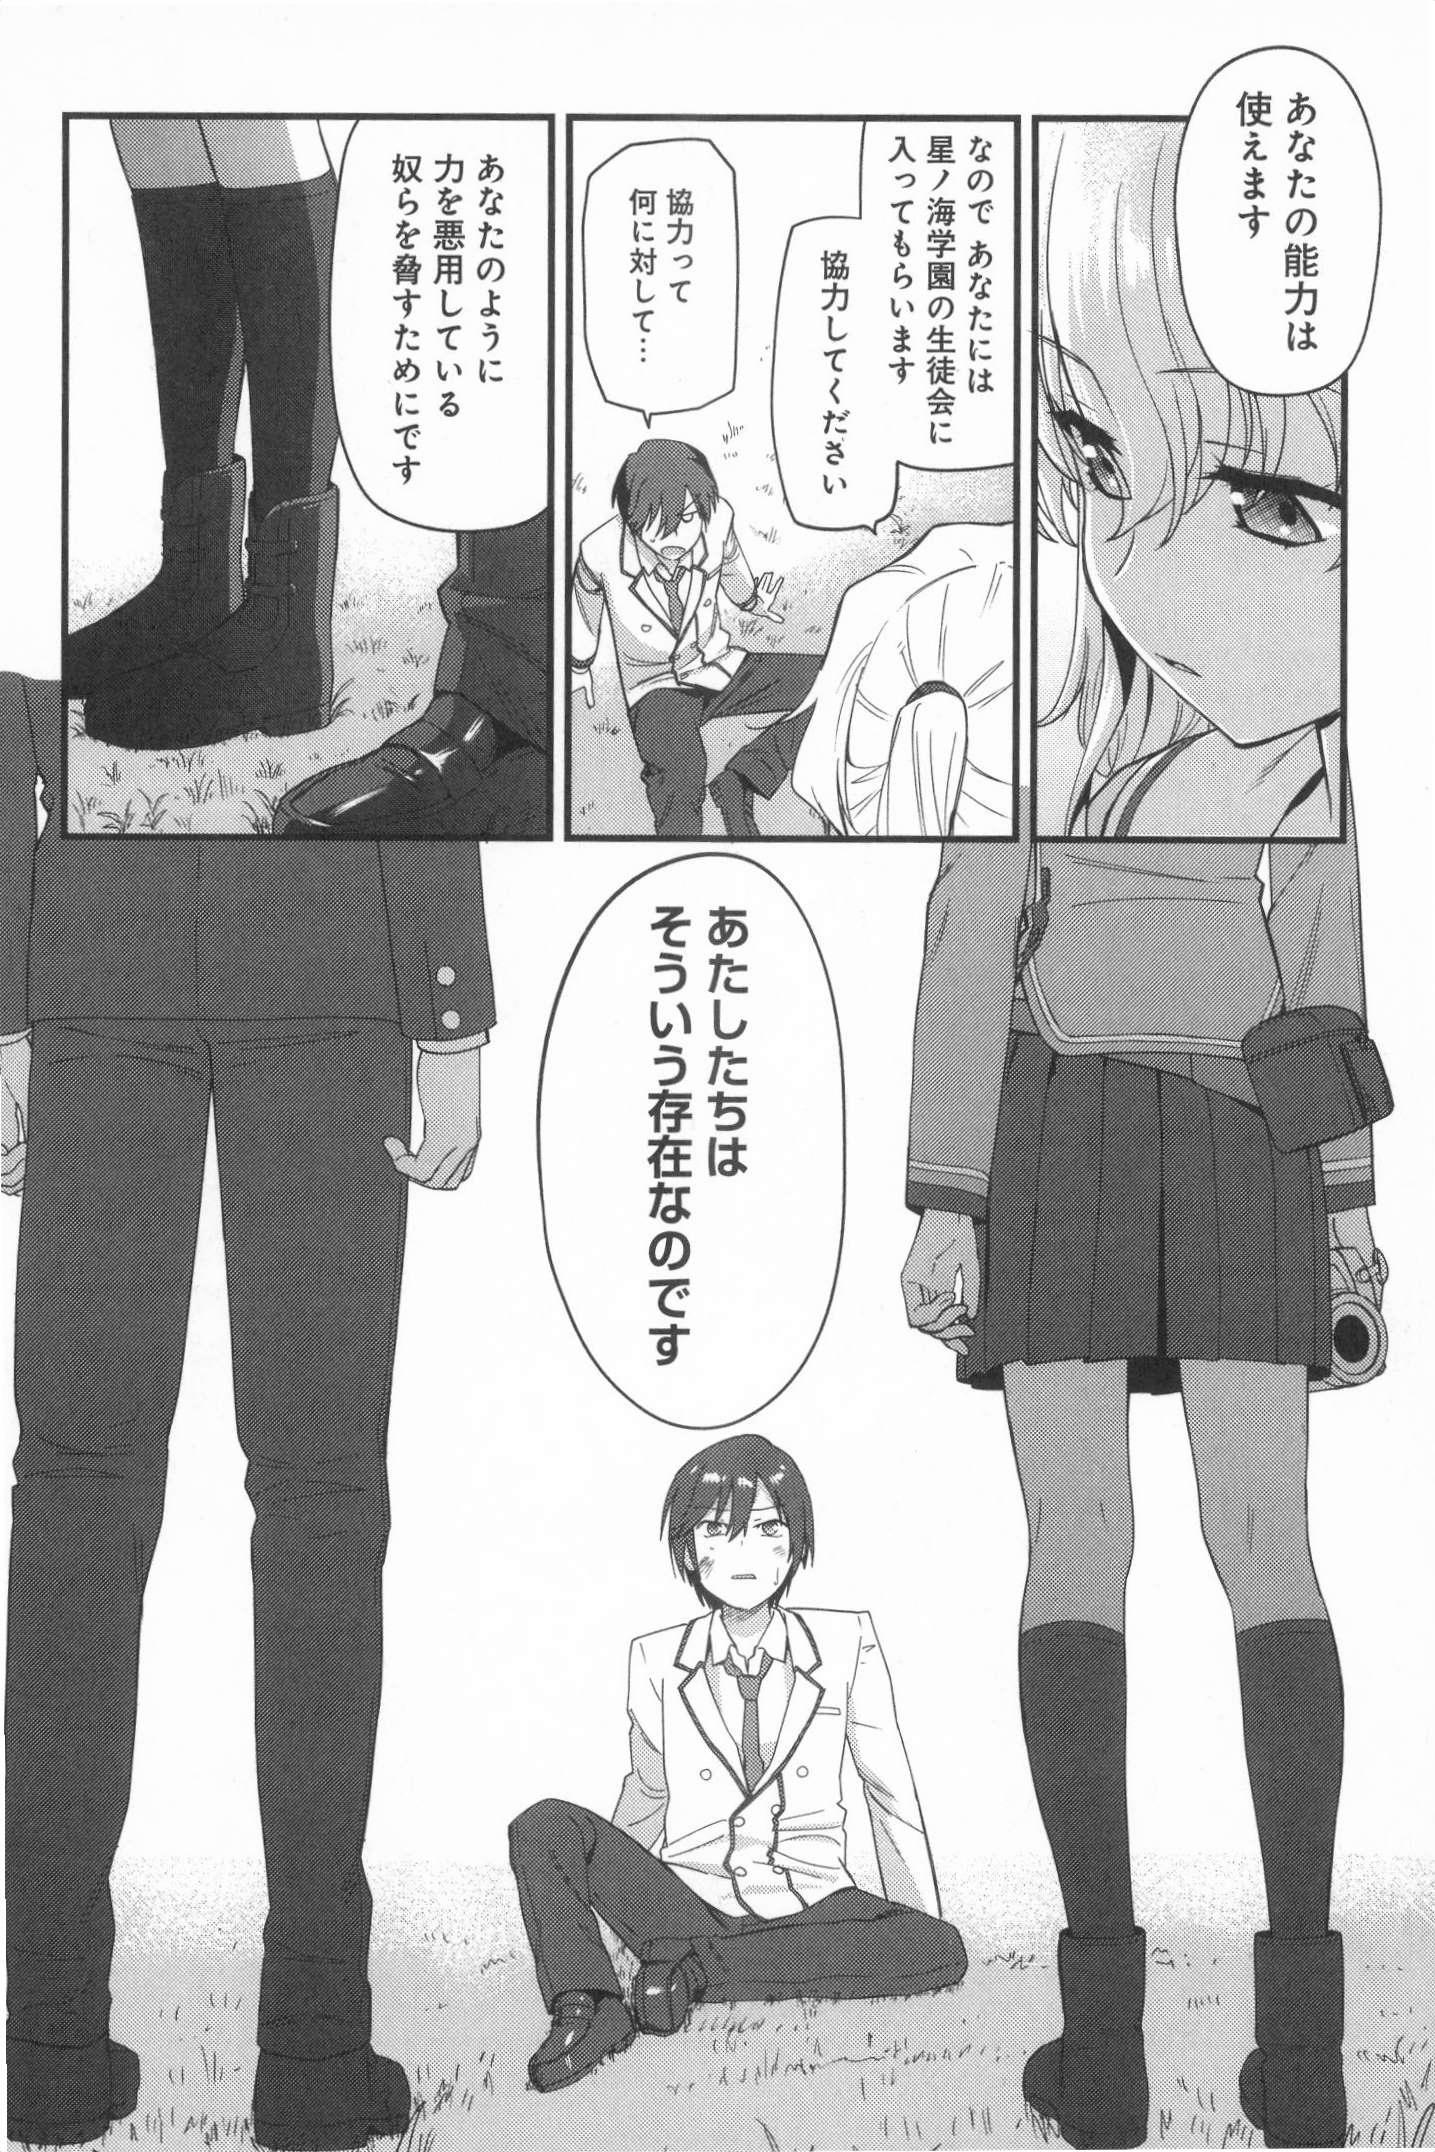 あなたの能力は
使えます
なので あなたには
星ノ海学園の生徒会に
入ってもらいます
協力してください
協力って
何に対して…
あなたのように
力を悪用している
奴らを脅すためにです
あたしたちは
そういう存在なのです